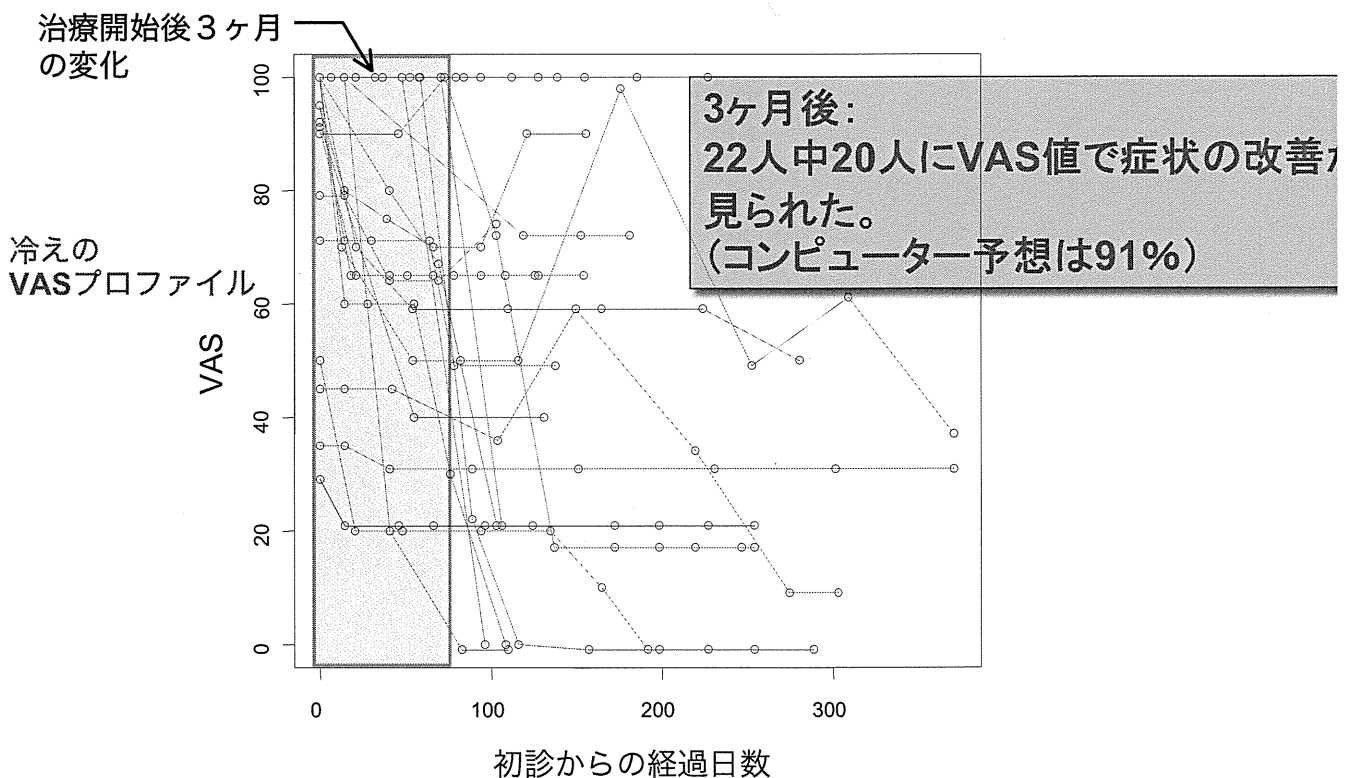 治療開始後３ヶ月
の変化
3ヶ月後：
22人中20人にVAS値で症状の改善が
見られた。
（コンピューター予想は91%）
冷えの
VASプロファイル
VAS
100
80
60
40
20
0
0 100 200 300
初診からの経過日数